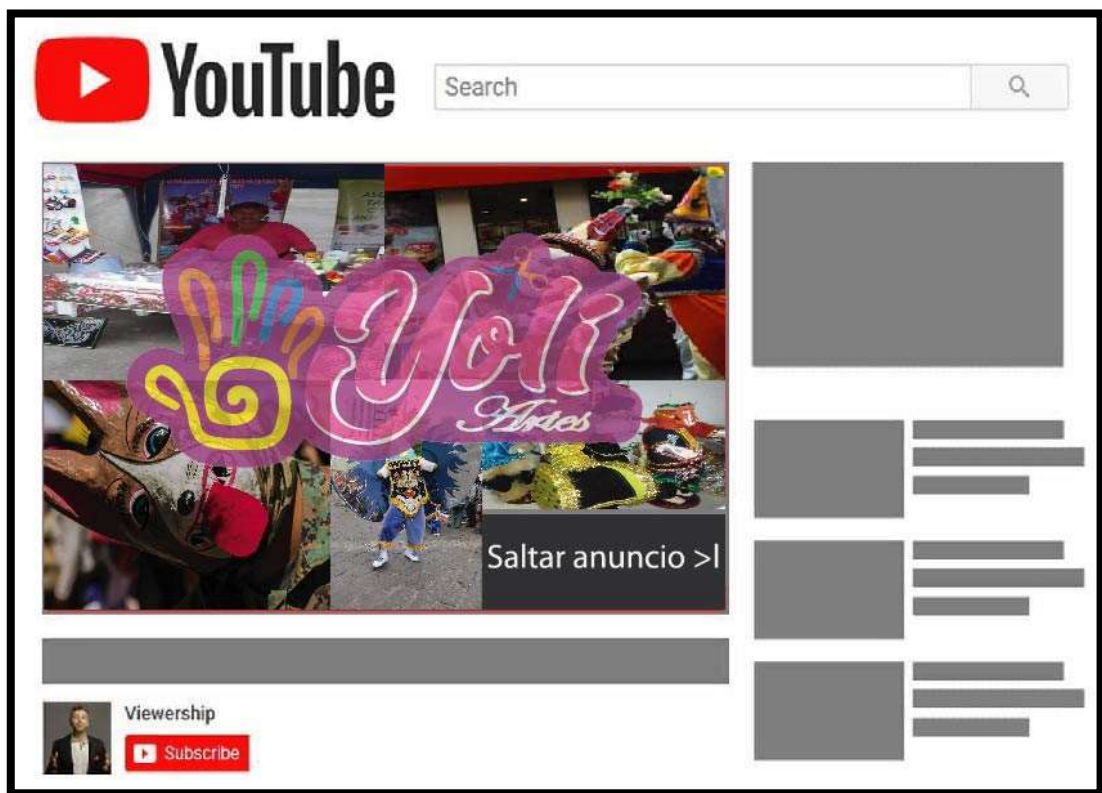 YouTube
Search
Yoli
Artes
Saltar anuncio >|
Viewership
Subscribe